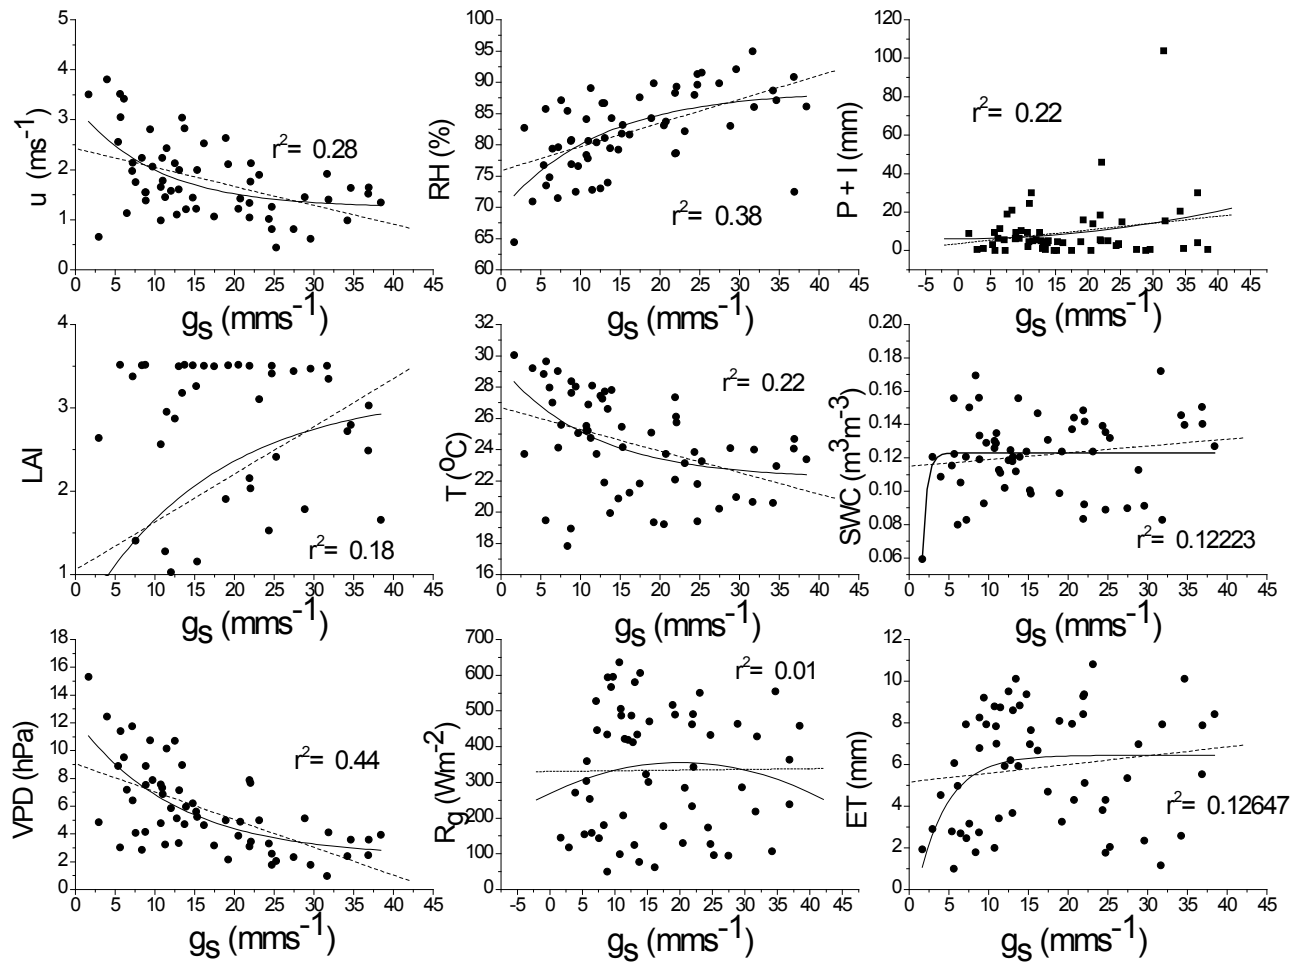 5
4
3
2
1
0
u (ms⁻¹)
r²= 0.28
0 5 10 15 20 25 30 35 40 45
gS (mms⁻¹)
100
95
90
85
80
75
70
65
60
RH (%)
r²= 0.38
0 5 10 15 20 25 30 35 40 45
gS (mms⁻¹)
120
100
80
60
40
20
0
P + I (mm)
r²= 0.22
-5 0 5 10 15 20 25 30 35 40 45
gS (mms⁻¹)
4
3
2
1
LAI
r²= 0.18
0 5 10 15 20 25 30 35 40 45
gS (mms⁻¹)
32
30
28
26
24
22
20
18
16
T (⁰C)
r²= 0.22
0 5 10 15 20 25 30 35 40 45
gS (mms⁻¹)
0.20
0.18
0.16
0.14
0.12
0.10
0.08
0.06
SWC (m³m⁻³)
r²= 0.12223
0 5 10 15 20 25 30 35 40 45
gS (mms⁻¹)
18
16
14
12
10
8
6
4
2
0
VPD (hPa)
r²= 0.44
0 5 10 15 20 25 30 35 40 45
gS (mms⁻¹)
700
600
500
400
300
200
100
0
Rg (Wm⁻²)
r²= 0.01
-5 0 5 10 15 20 25 30 35 40 45
gS (mms⁻¹)
12
10
8
6
4
2
0
ET (mm)
r²= 0.12647
0 5 10 15 20 25 30 35 40 45
gS (mms⁻¹)